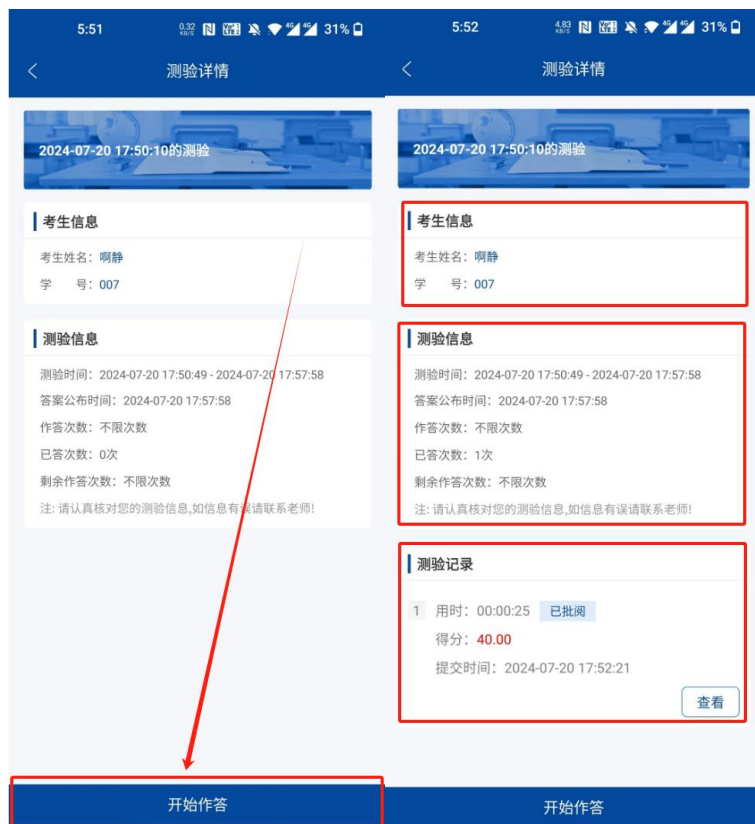 5:51
0.32 KB/S
31%
测验详情
2024-07-20 17:50:10的测验
考生信息
考生姓名：啊静
学 号：007
测验信息
测验时间：2024-07-20 17:50:49 - 2024-07-20 17:57:58
答案公布时间：2024-07-20 17:57:58
作答次数：不限次数
已答次数：0次
剩余作答次数：不限次数
注: 请认真核对您的测验信息,如信息有误请联系老师!
开始作答
5:52
4.83 KB/S
31%
测验详情
2024-07-20 17:50:10的测验
考生信息
考生姓名：啊静
学 号：007
测验信息
测验时间：2024-07-20 17:50:49 - 2024-07-20 17:57:58
答案公布时间：2024-07-20 17:57:58
作答次数：不限次数
已答次数：1次
剩余作答次数：不限次数
注: 请认真核对您的测验信息,如信息有误请联系老师!
测验记录
1 用时：00:00:25 已批阅
得分：40.00
提交时间：2024-07-20 17:52:21
查看
开始作答